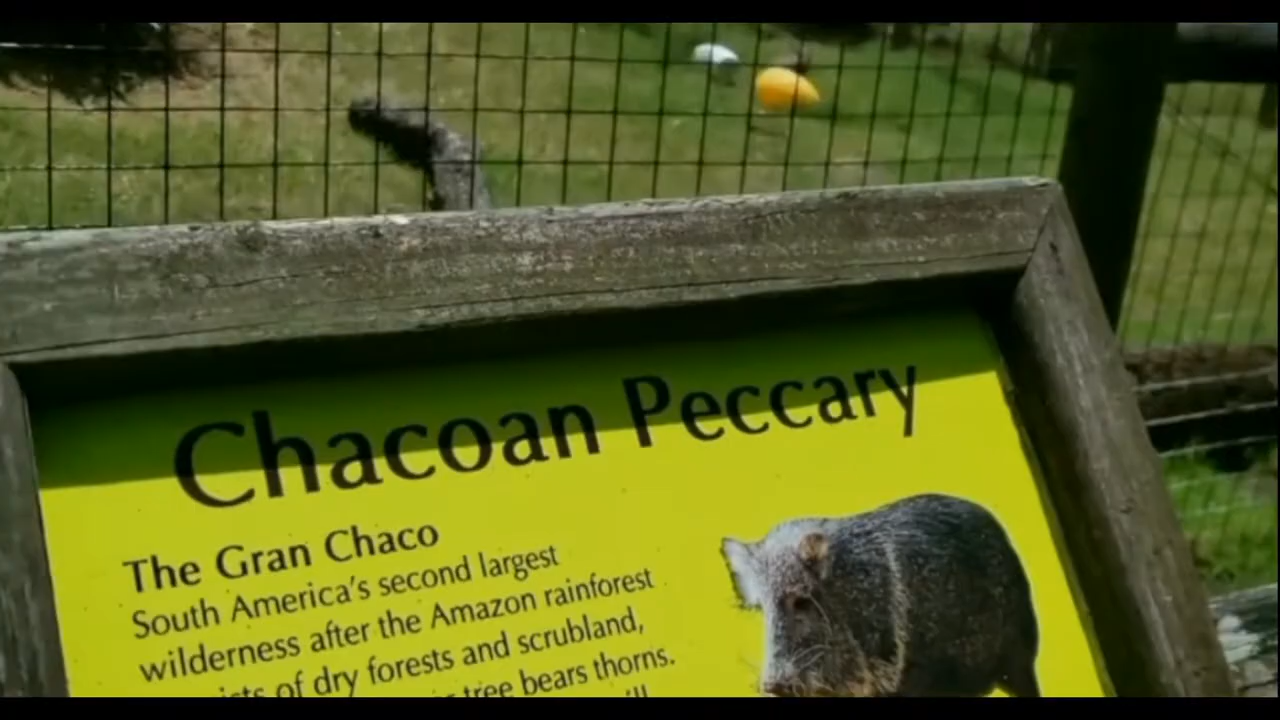 Chacoan Peccary
The Gran Chaco
South America's second largest
wilderness after the Amazon rainforest
of dry forests and scrubland,
tree bears thorns.